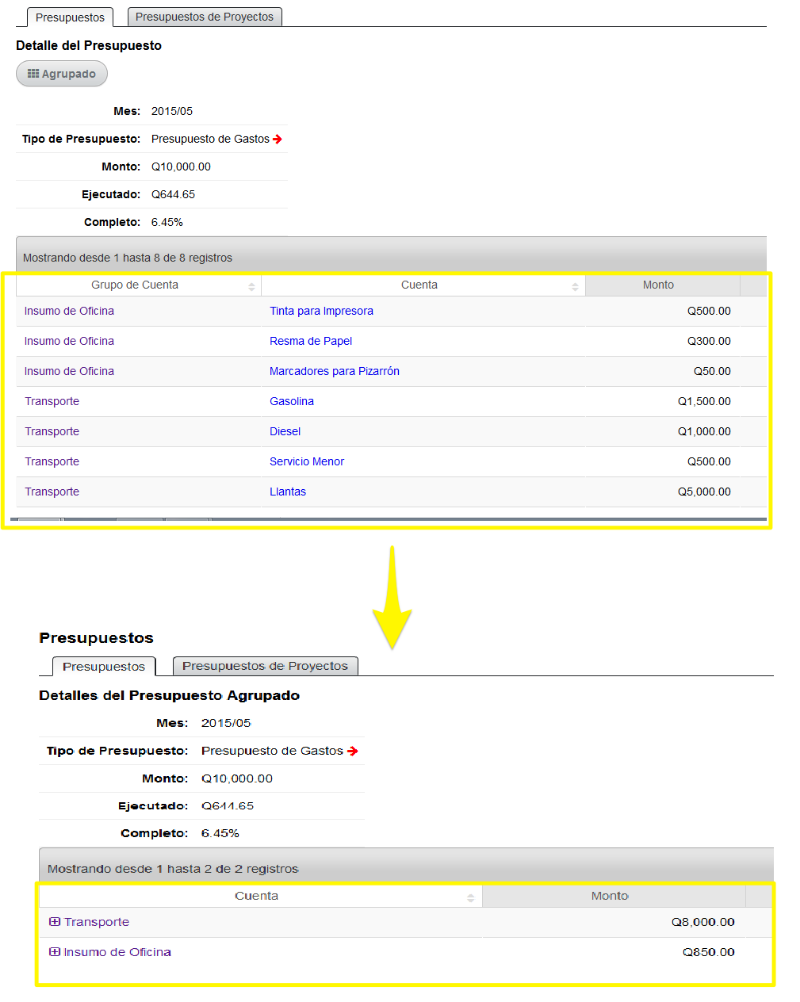 Presupuestos Presupuestos de Proyectos
Detalle del Presupuesto
Agrupado
Mes: 2015/05
Tipo de Presupuesto: Presupuesto de Gastos
Monto: Q10,000.00
Ejecutado: Q644.65
Completo: 6.45%
Mostrando desde 1 hasta 8 de 8 registros
Grupo de Cuenta Cuenta Monto
Insumo de Oficina Tinta para Impresora Q500.00
Insumo de Oficina Resma de Papel Q300.00
Insumo de Oficina Marcadores para Pizarrón Q50.00
Transporte Gasolina Q1,500.00
Transporte Diesel Q1,000.00
Transporte Servicio Menor Q500.00
Transporte Llantas Q5,000.00
Presupuestos
Presupuestos Presupuestos de Proyectos
Detalles del Presupuesto Agrupado
Mes: 2015/05
Tipo de Presupuesto: Presupuesto de Gastos
Monto: Q10,000.00
Ejecutado: Q644.65
Completo: 6.45%
Mostrando desde 1 hasta 2 de 2 registros
Cuenta Monto
Transporte Q8,000.00
Insumo de Oficina Q850.00